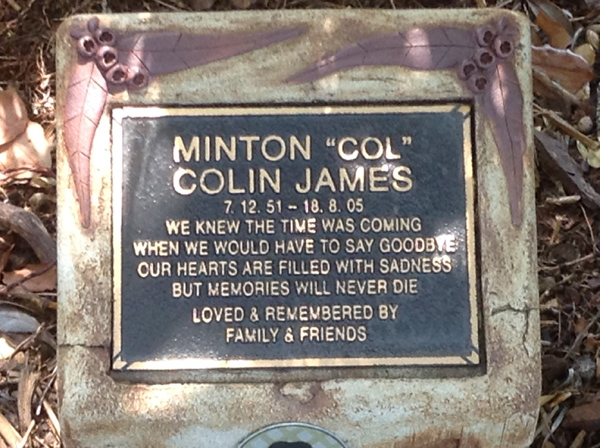 MINTON "COL"
COLIN JAMES
7. 12. 51 - 18. 8. 05
WE KNEW THE TIME WAS COMING
WHEN WE WOULD HAVE TO SAY GOODBYE
OUR HEARTS ARE FILLED WITH SADNESS
BUT MEMORIES WILL NEVER DIE
LOVED & REMEMBERED BY
FAMILY & FRIENDS